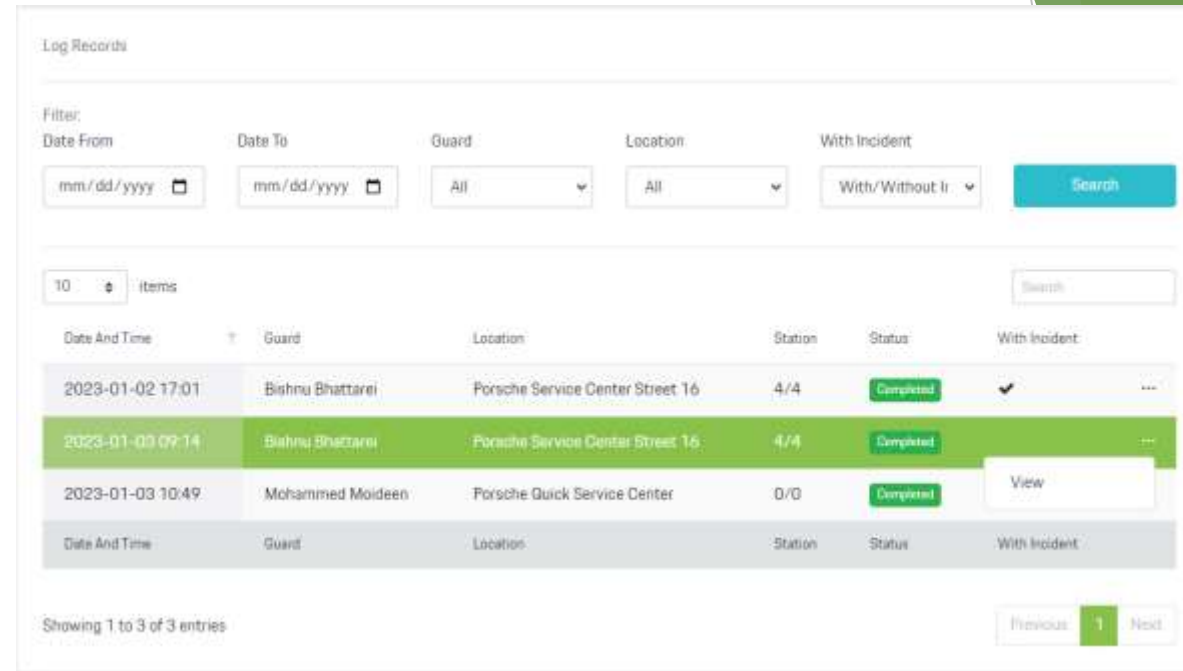 Log Records
Filter:
Date From Date To Guard Location With Incident
mm/dd/yyyy mm/dd/yyyy All All With/Without Ir Search
10 items Search
Date And Time Guard Location Station Status With Incident
2023-01-02 17:01 Bishnu Bhattarei Porsche Service Center Street 16 4/4 Completed ✔ ...
2023-01-03 09:14 Bishnu Bhattarei Porsche Service Center Street 16 4/4 Completed ...
2023-01-03 10:49 Mohammed Moideen Porsche Quick Service Center 0/0 Completed View
Date And Time Guard Location Station Status With Incident
Showing 1 to 3 of 3 entries Previous 1 Next